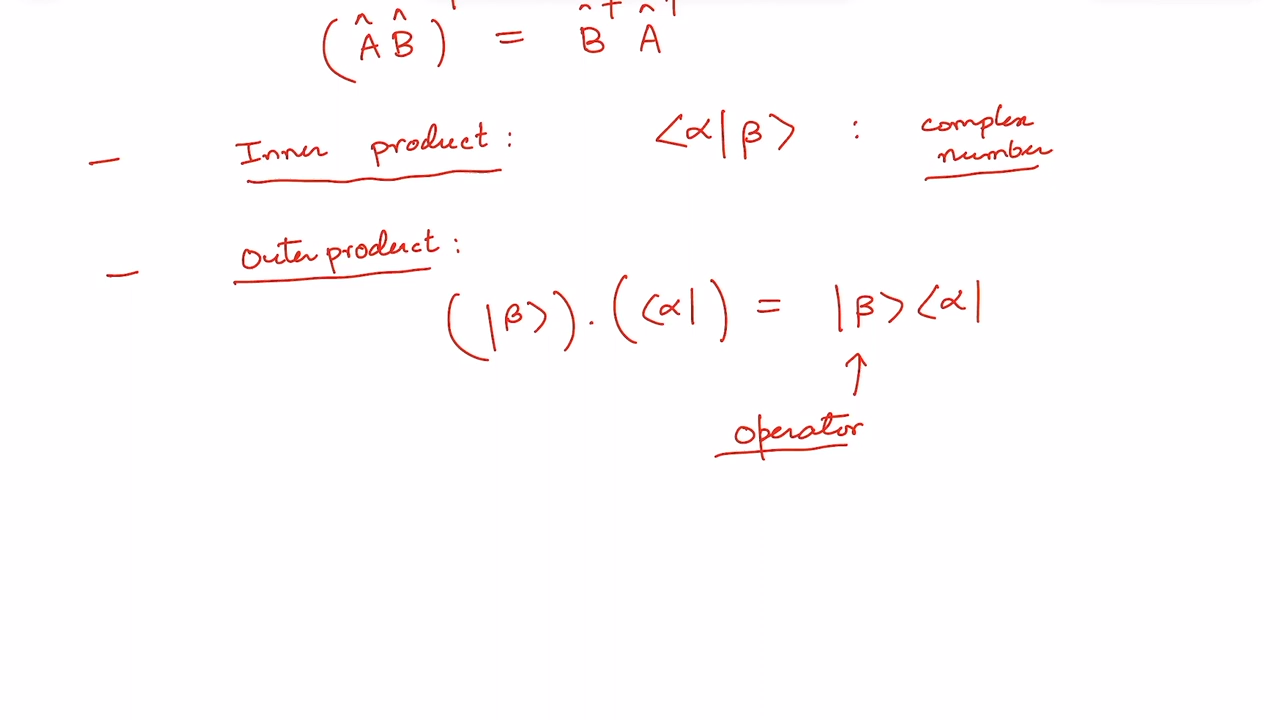 (ÂB̂)† = B̂†Â†
— Inner product : ⟨α|β⟩ : complex
number
— Outer product :
(|β⟩).(⟨α|) = |β⟩⟨α|
↑
operator